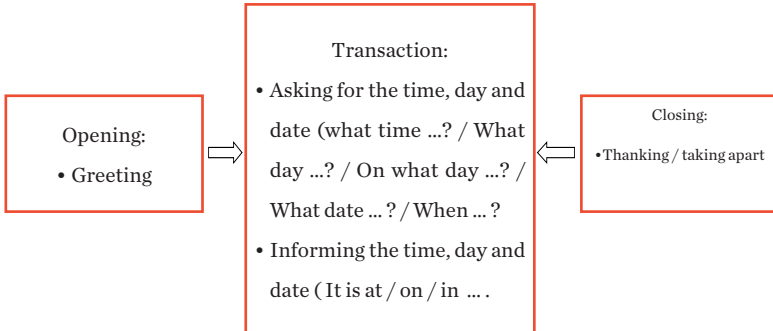 Opening:
• Greeting
Transaction:
• Asking for the time, day and
date (what time ...? / What
day ...? / On what day ...? /
What date ... ? / When ... ?
• Informing the time, day and
date ( It is at / on / in ... .
Closing:
•Thanking / taking apart